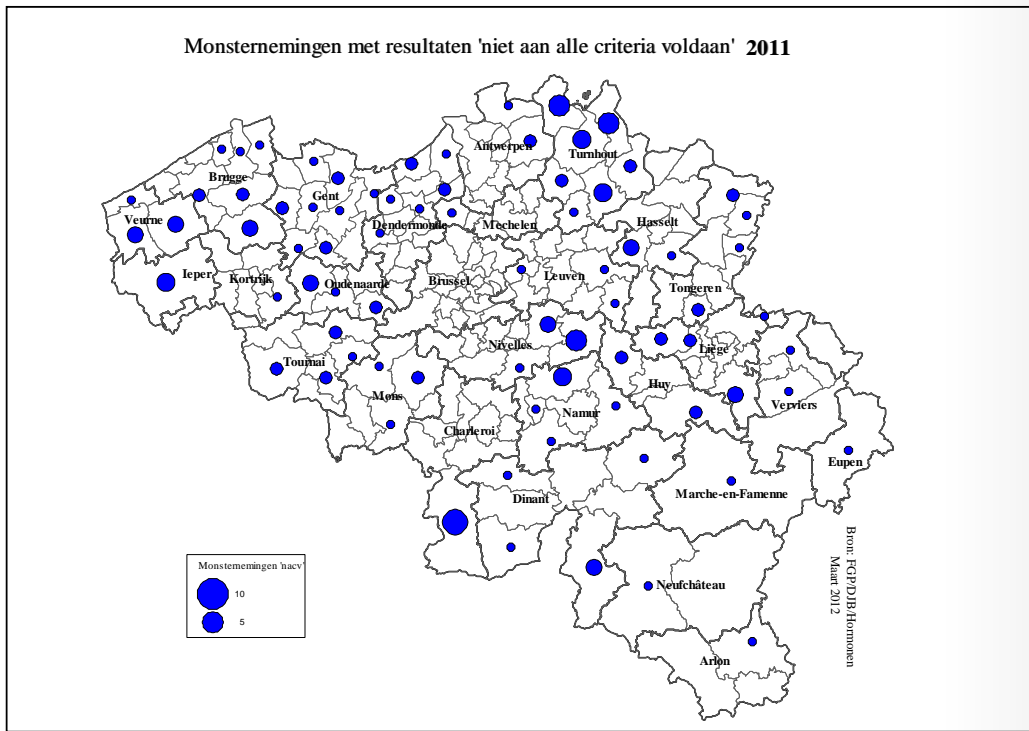 Monsternemingen met resultaten 'niet aan alle criteria voldaan' 2011
Antwerpen
Turnhout
Brugge
Gent
Veurne
Dendermonde
Mechelen
Hasselt
Ieper
Kortrijk
Oudenaarde
Brussel
Leuven
Tongeren
Tournai
Nivelles
Liège
Mons
Huy
Verviers
Charleroi
Namur
Eupen
Dinant
Marche-en-Famenne
Neufchâteau
Arlon
Bron: FGP/DJB/Hormonen
Maart 2012
Monsternemingen 'nacv'
10
5